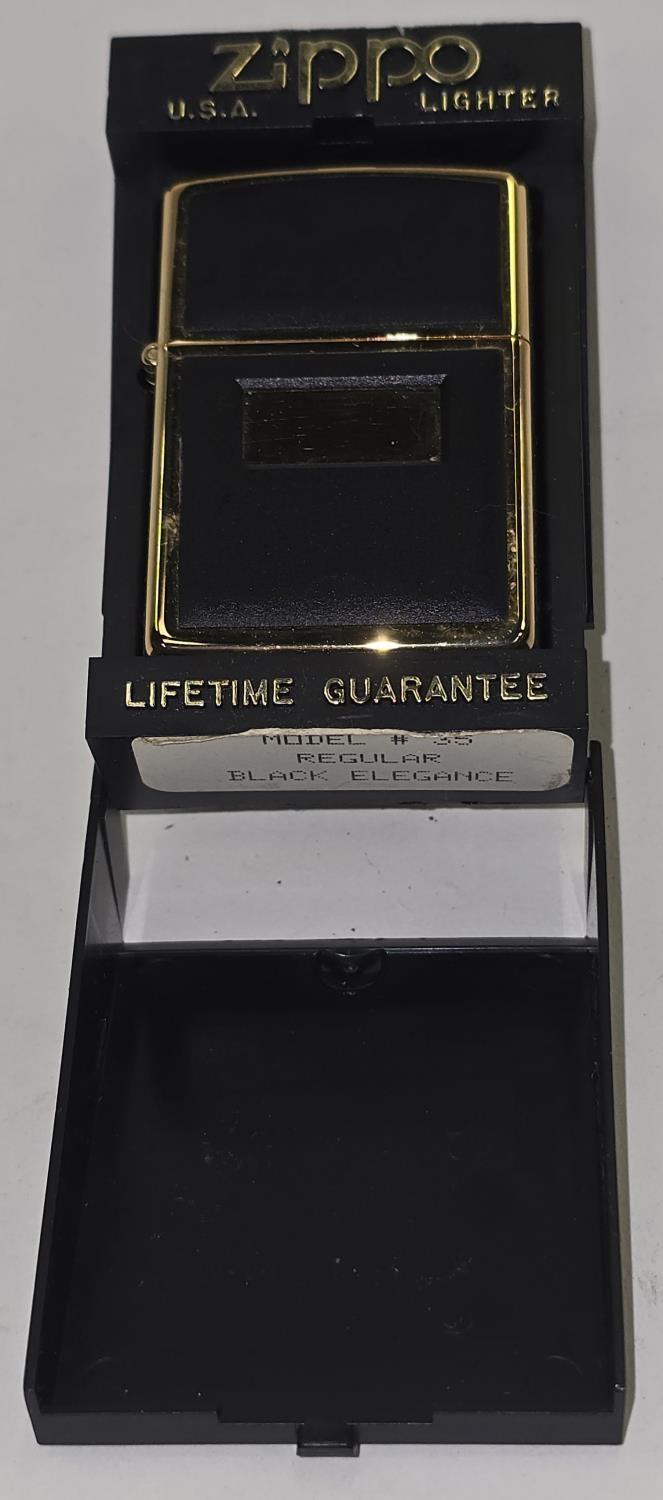 Zippo
U.S.A. LIGHTER
LIFETIME GUARANTEE
MODEL # 35
REGULAR
BLACK ELEGANCE